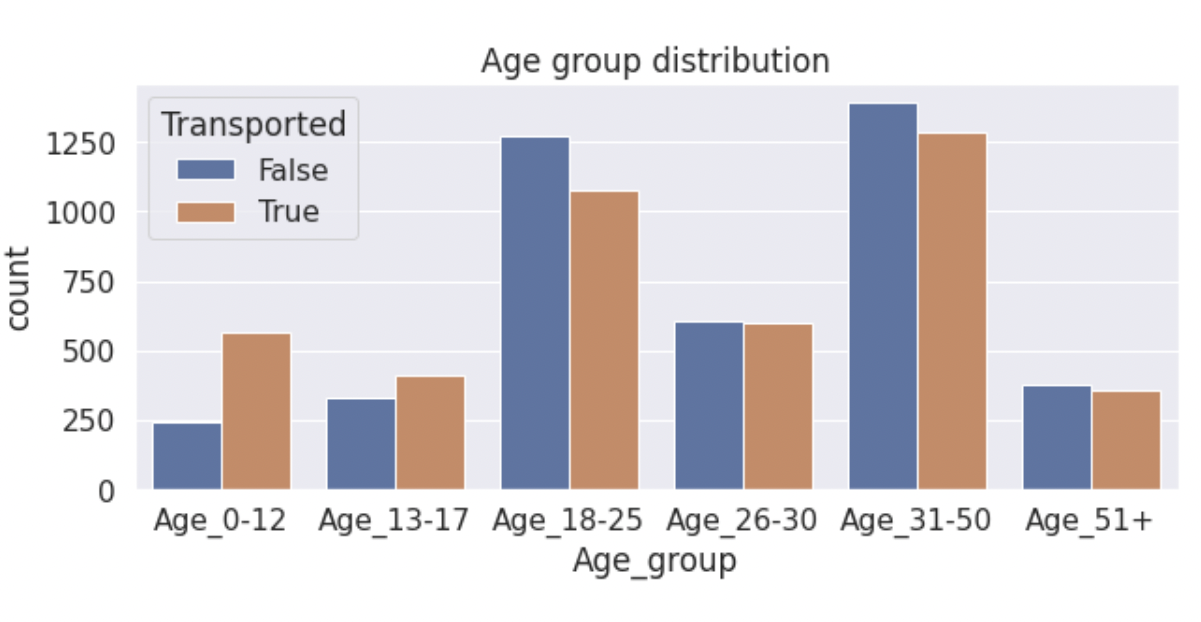 Age group distribution
Transported
False
True
1250
1000
750
500
250
0
count
Age_0-12 Age_13-17 Age_18-25 Age_26-30 Age_31-50 Age_51+
Age_group